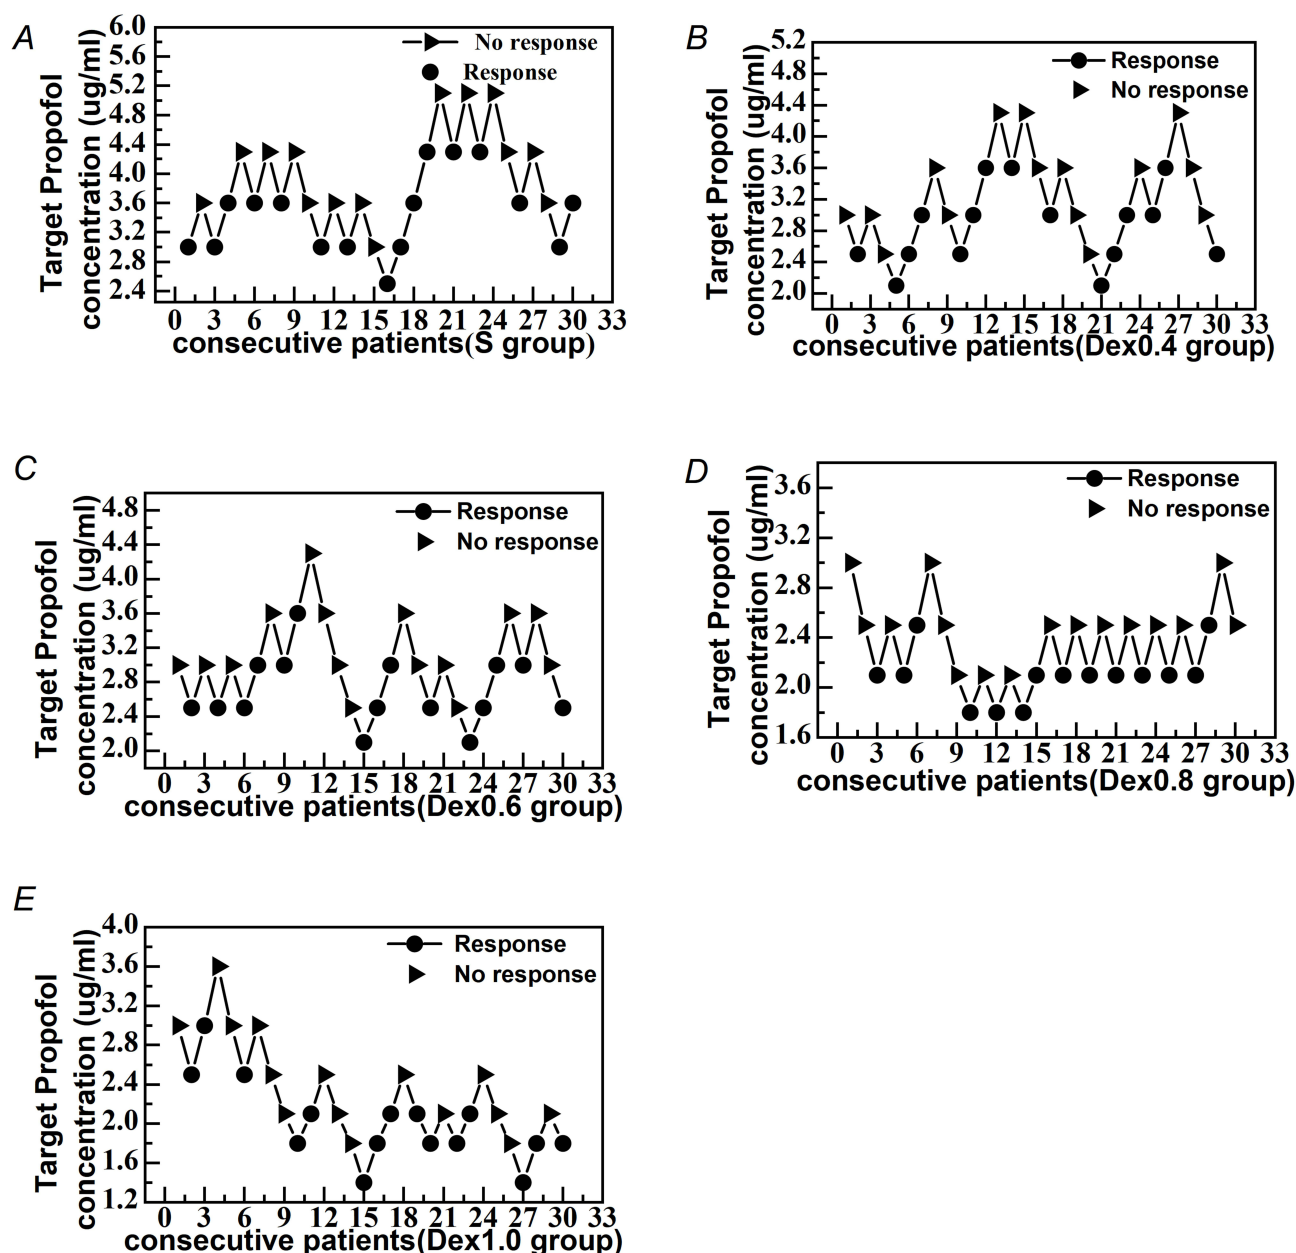 A
Target Propofol
concentration (ug/ml)
6.0
5.6
5.2
4.8
4.4
4.0
3.6
3.2
2.8
2.4
No response
Response
0 3 6 9 12 15 18 21 24 27 30 33
consecutive patients(S group)
B
Target Propofol
concentration (ug/ml)
5.2
4.8
4.4
4.0
3.6
3.2
2.8
2.4
2.0
Response
No response
0 3 6 9 12 15 18 21 24 27 30 33
consecutive patients(Dex0.4 group)
C
Target Propofol
concentration (ug/ml)
4.8
4.4
4.0
3.6
3.2
2.8
2.4
2.0
Response
No response
0 3 6 9 12 15 18 21 24 27 30 33
consecutive patients(Dex0.6 group)
D
Target Propofol
concentration (ug/ml)
3.6
3.2
2.8
2.4
2.0
1.6
Response
No response
0 3 6 9 12 15 18 21 24 27 30 33
consecutive patients(Dex0.8 group)
E
Target Propofol
concentration (ug/ml)
4.0
3.6
3.2
2.8
2.4
2.0
1.6
1.2
Response
No response
0 3 6 9 12 15 18 21 24 27 30 33
consecutive patients(Dex1.0 group)